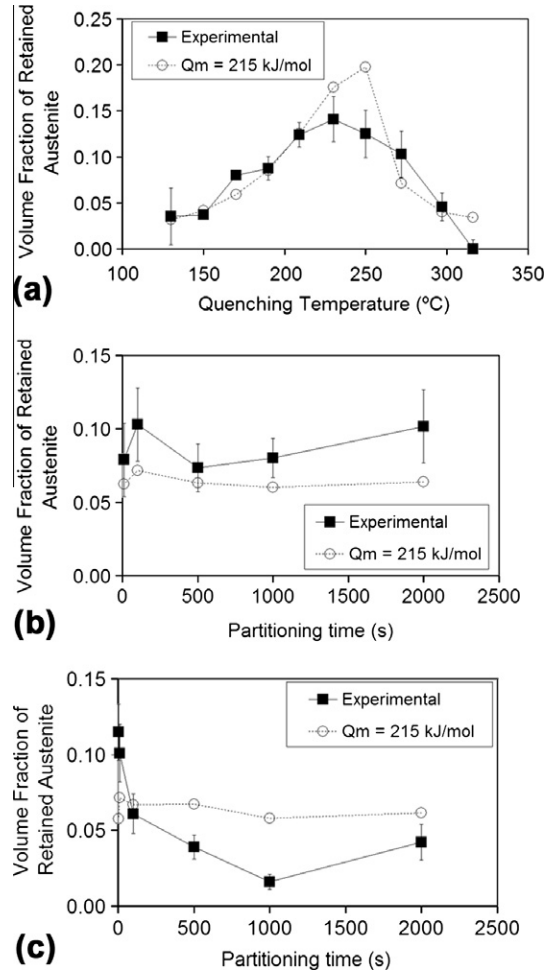 Volume Fraction of Retained
Austenite
0.25
0.20
0.15
0.10
0.05
0.00
Experimental
Qm = 215 kJ/mol
100
150
200
250
300
350
Quenching Temperature (ºC)
(a)
Volume Fraction of Retained
Austenite
0.15
0.10
0.05
0.00
Experimental
Qm = 215 kJ/mol
0
500
1000
1500
2000
2500
Partitioning time (s)
(b)
Volume Fraction of
Retained Austenite
0.15
0.10
0.05
0.00
Experimental
Qm = 215 kJ/mol
0
500
1000
1500
2000
2500
Partitioning time (s)
(c)